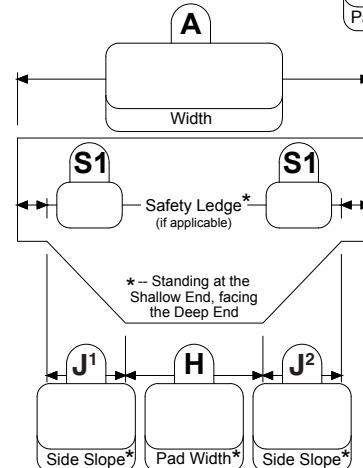 A
Width
S1
S1
Safety Ledge*
(if applicable)
* -- Standing at the
Shallow End, facing
the Deep End
J¹
H
J²
Side Slope*
Pad Width*
Side Slope*